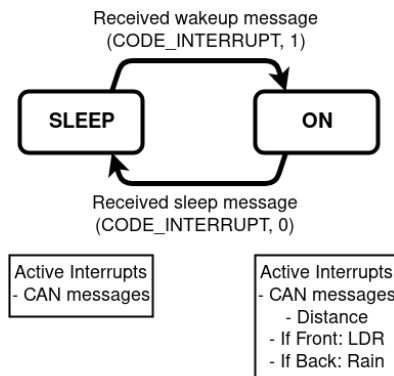 Received wakeup message
(CODE_INTERRUPT, 1)
SLEEP
ON
Received sleep message
(CODE_INTERRUPT, 0)
Active Interrupts
- CAN messages
Active Interrupts
- CAN messages
- Distance
- If Front: LDR
- If Back: Rain